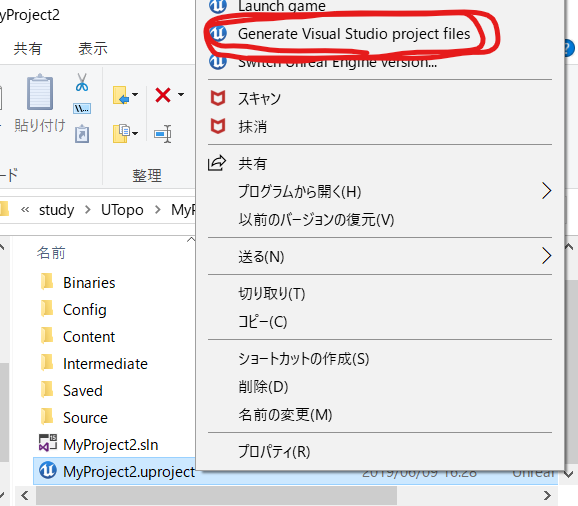 MyProject2
共有 表示
貼り付け
整理
ード
« study › UTopo › MyP
名前
Binaries
Config
Content
Intermediate
Saved
Source
MyProject2.sln
MyProject2.uproject 2019/06/09 16:28 Unreal
Launch game
Generate Visual Studio project files
Switch Unreal Engine version...
スキャン
抹消
共有
プログラムから開く(H)
以前のバージョンの復元(V)
送る(N)
切り取り(T)
コピー(C)
ショートカットの作成(S)
削除(D)
名前の変更(M)
プロパティ(R)